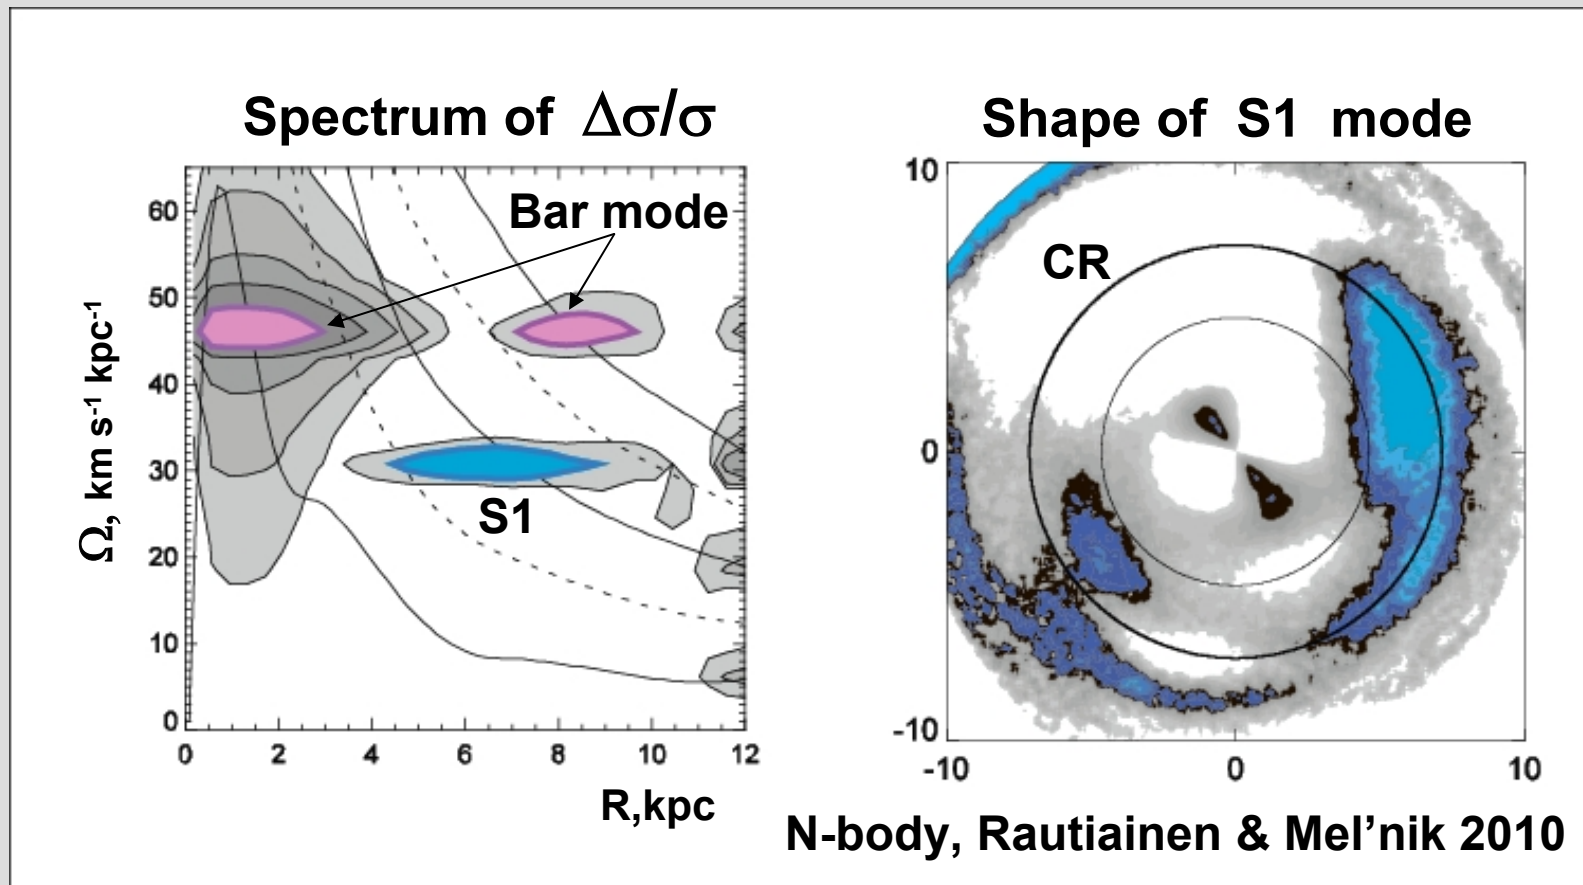 Spectrum of Δσ/σ
60
50
40
30
20
10
0
Ω, km s-1 kpc-1
Bar mode
S1
0 2 4 6 8 10 12
R,kpc
Shape of S1 mode
10
0
-10
CR
-10 0 10
N-body, Rautiainen & Mel’nik 2010